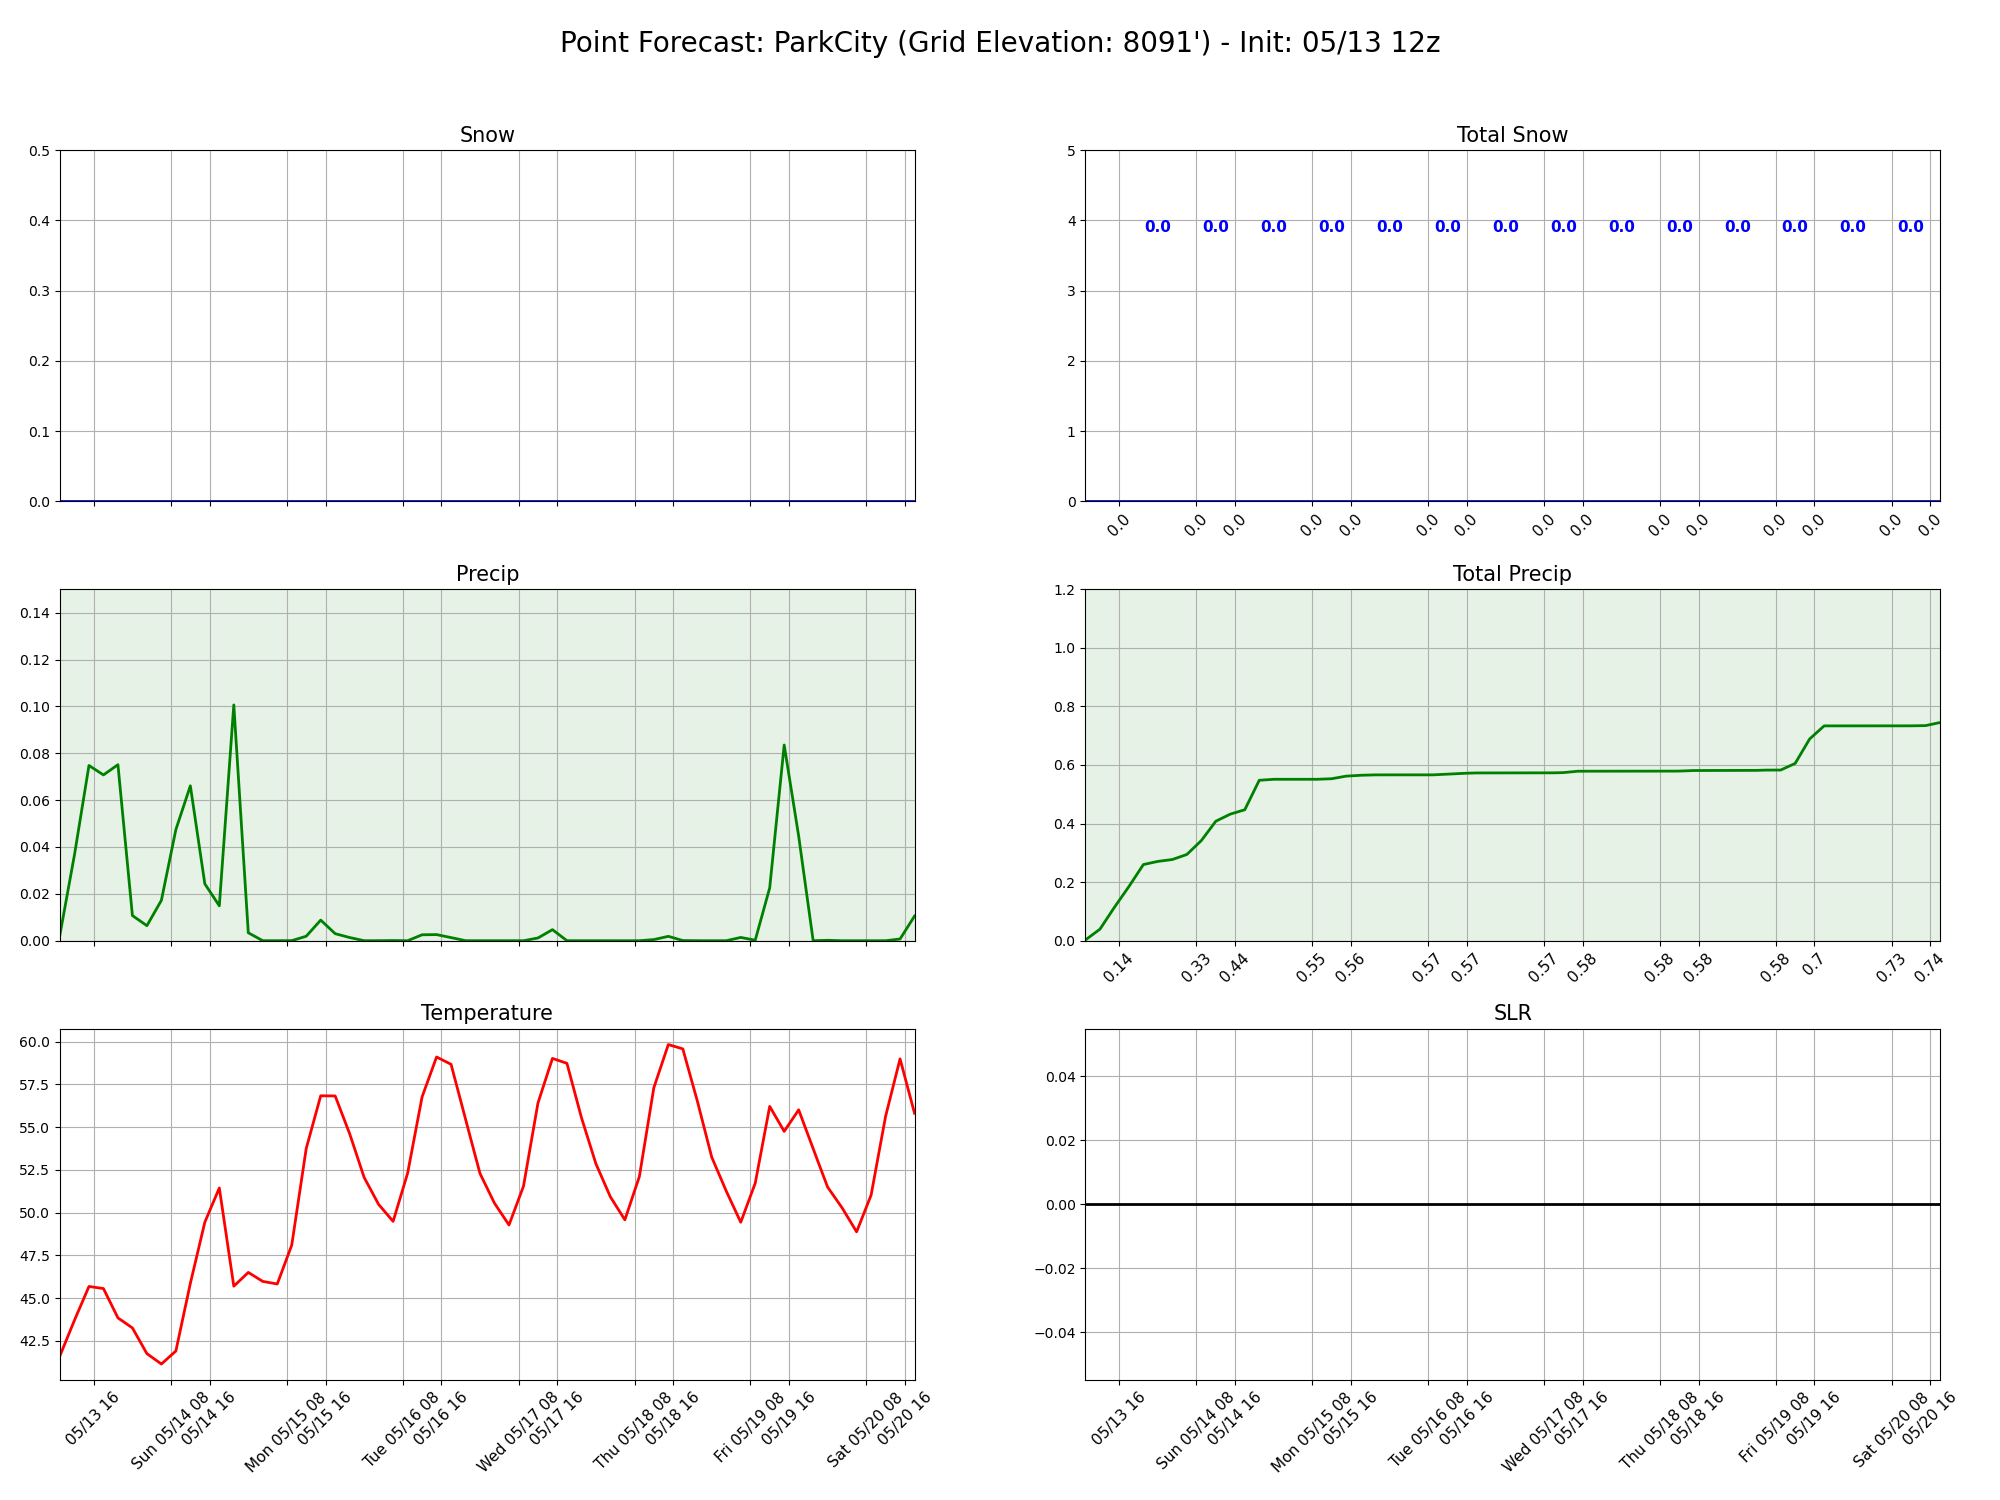 Point Forecast: ParkCity (Grid Elevation: 8091') - Init: 05/13 12z
Snow
0.5
0.4
0.3
0.2
0.1
0.0
Total Snow
5
4
3
2
1
0
0.0 0.0 0.0 0.0 0.0 0.0 0.0 0.0 0.0 0.0 0.0 0.0 0.0 0.0
0.0 0.0 0.0 0.0 0.0 0.0 0.0 0.0 0.0 0.0 0.0 0.0 0.0 0.0 0.0
Precip
0.14
0.12
0.10
0.08
0.06
0.04
0.02
0.00
Total Precip
1.2
1.0
0.8
0.6
0.4
0.2
0.0
0.14 0.33 0.44 0.55 0.56 0.57 0.57 0.57 0.58 0.58 0.58 0.58 0.7 0.73 0.74
Temperature
60.0
57.5
55.0
52.5
50.0
47.5
45.0
42.5
05/13 16
Sun 05/14 08
05/14 16
Mon 05/15 08
05/15 16
Tue 05/16 08
05/16 16
Wed 05/17 08
05/17 16
Thu 05/18 08
05/18 16
Fri 05/19 08
05/19 16
Sat 05/20 08
05/20 16
SLR
0.04
0.02
0.00
−0.02
−0.04
05/13 16
Sun 05/14 08
05/14 16
Mon 05/15 08
05/15 16
Tue 05/16 08
05/16 16
Wed 05/17 08
05/17 16
Thu 05/18 08
05/18 16
Fri 05/19 08
05/19 16
Sat 05/20 08
05/20 16